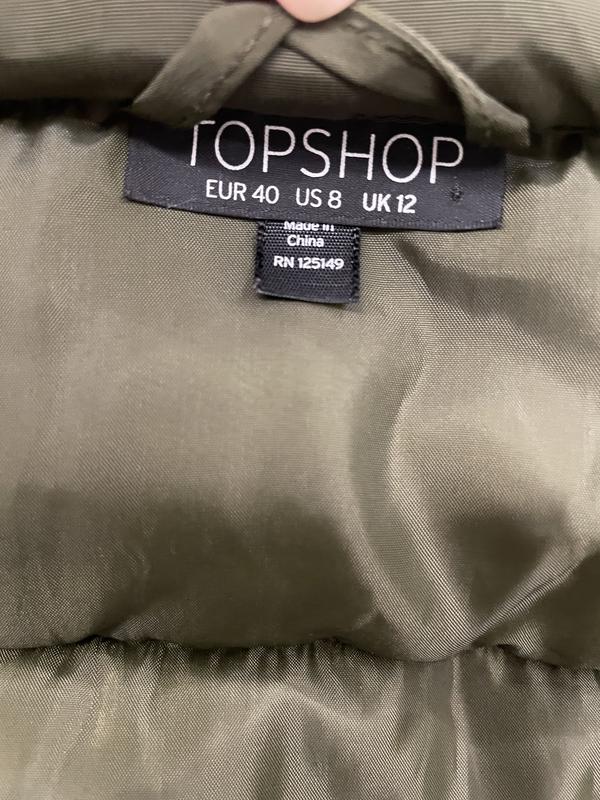 TOPSHOP
EUR 40 US 8 UK 12
Made in
China
RN 125149